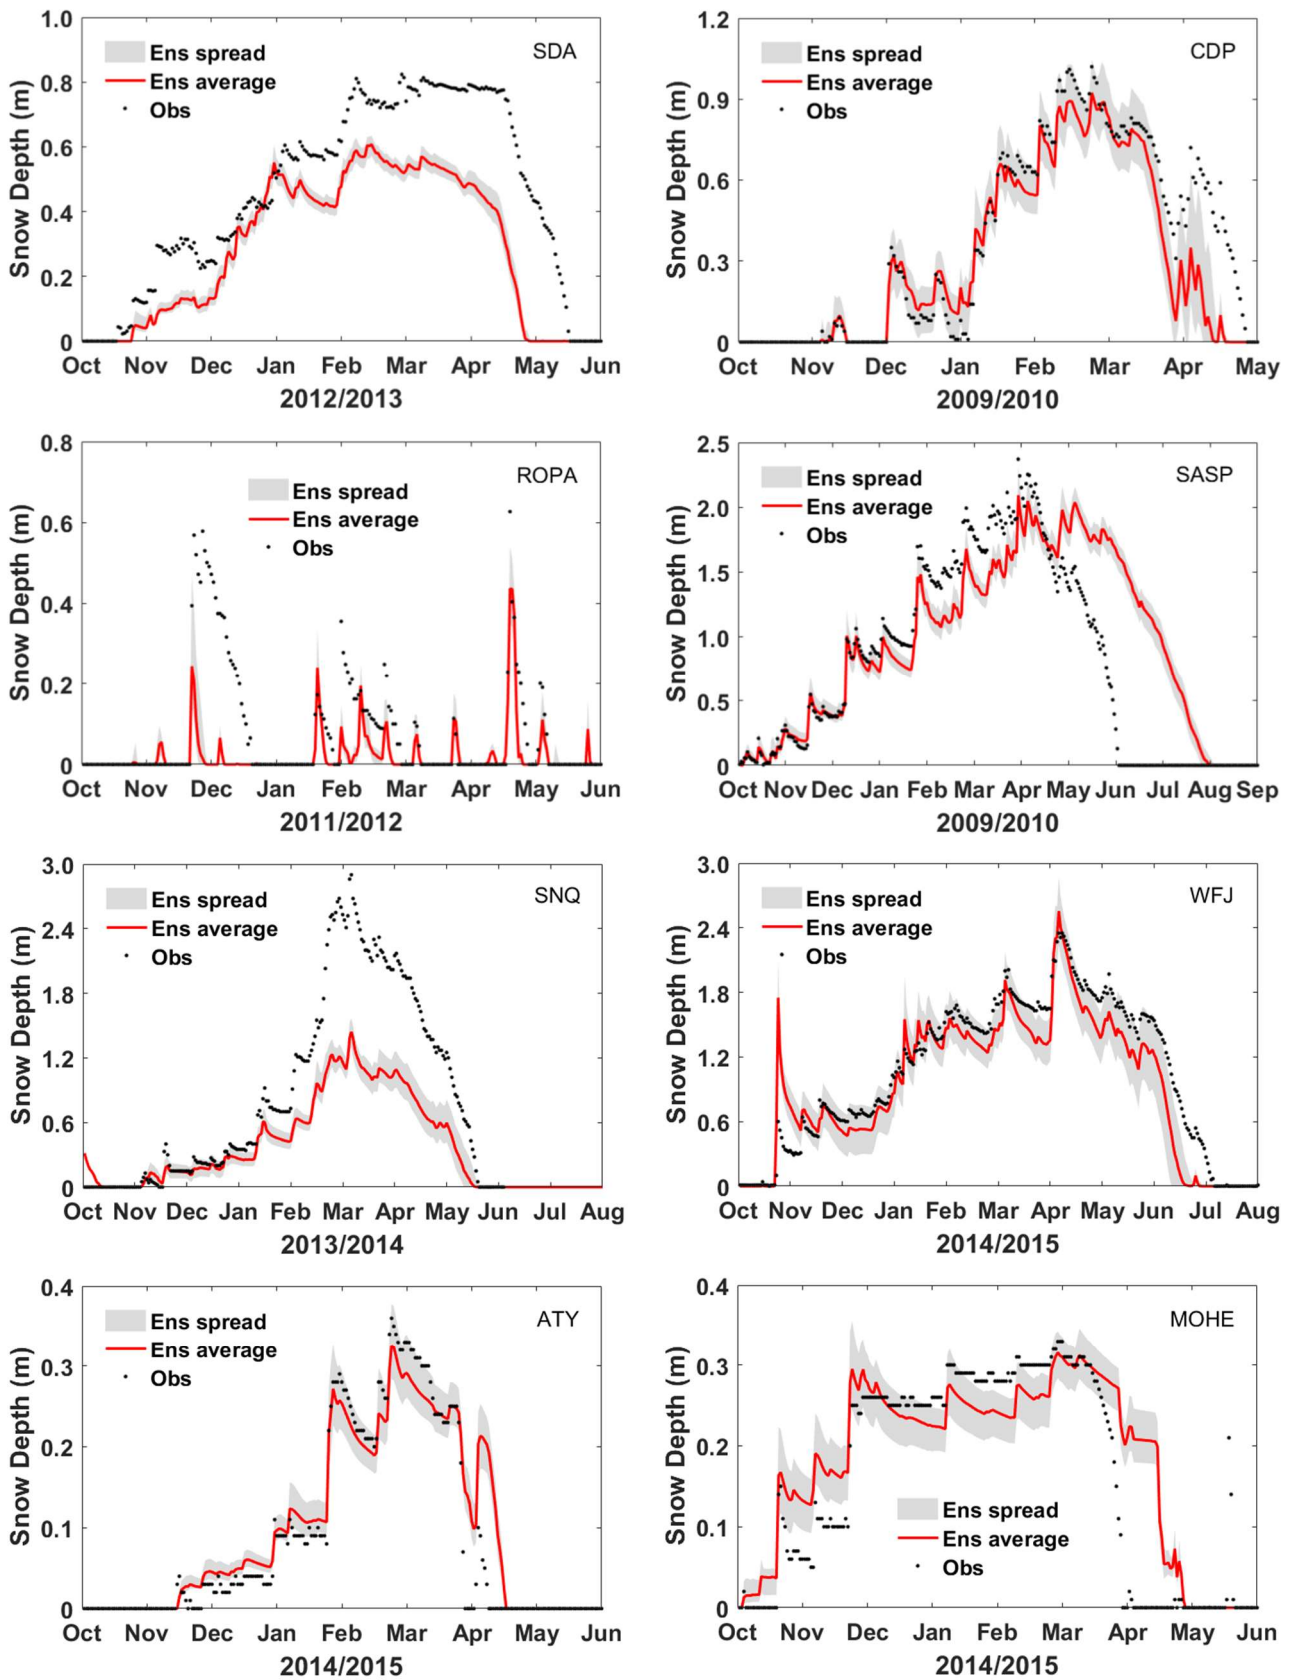 1.0
0.8
0.6
0.4
0.2
0
Snow Depth (m)
Ens spread
Ens average
Obs
SDA
Oct Nov Dec Jan Feb Mar Apr May Jun
2012/2013
1.2
0.9
0.6
0.3
0
Snow Depth (m)
Ens spread
Ens average
Obs
CDP
Oct Nov Dec Jan Feb Mar Apr May
2009/2010
0.8
0.6
0.4
0.2
0
Snow Depth (m)
Ens spread
Ens average
Obs
ROPA
Oct Nov Dec Jan Feb Mar Apr May Jun
2011/2012
2.5
2.0
1.5
1.0
0.5
0
Snow Depth (m)
Ens spread
Ens average
Obs
SASP
Oct Nov Dec Jan Feb Mar Apr May Jun Jul Aug Sep
2009/2010
3.0
2.4
1.8
1.2
0.6
0
Snow Depth (m)
Ens spread
Ens average
Obs
SNQ
Oct Nov Dec Jan Feb Mar Apr May Jun Jul Aug
2013/2014
3.0
2.4
1.8
1.2
0.6
0
Snow Depth (m)
Ens spread
Ens average
Obs
WFJ
Oct Nov Dec Jan Feb Mar Apr May Jun Jul Aug
2014/2015
0.4
0.3
0.2
0.1
0
Snow Depth (m)
Ens spread
Ens average
Obs
ATY
Oct Nov Dec Jan Feb Mar Apr May Jun
2014/2015
0.4
0.3
0.2
0.1
0
Snow Depth (m)
MOHE
Ens spread
Ens average
Obs
Oct Nov Dec Jan Feb Mar Apr May Jun
2014/2015